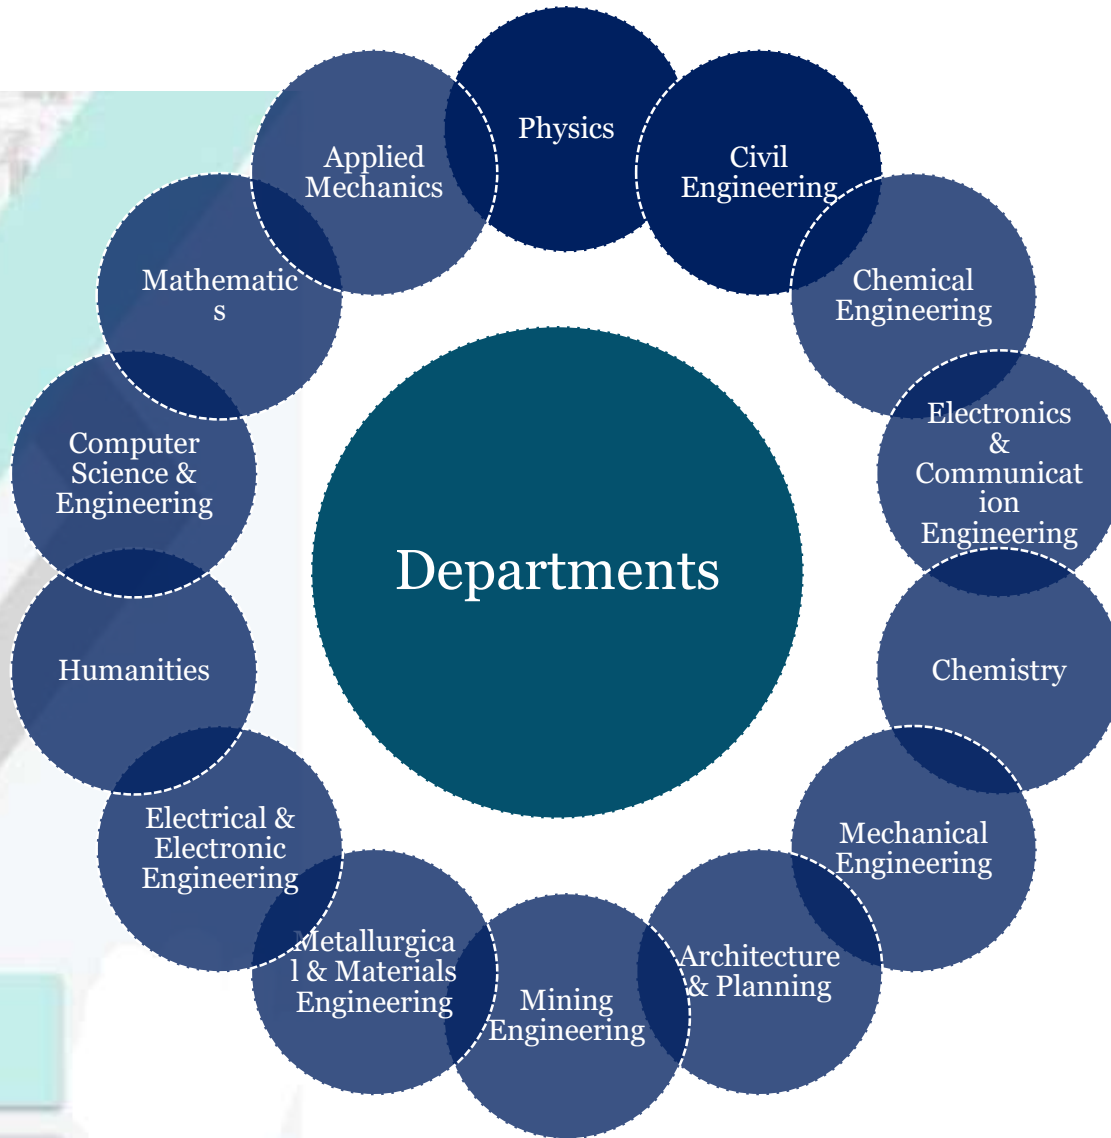 Physics
Civil
Engineering
Chemical
Engineering
Electronics
&
Communicat
ion
Engineering
Chemistry
Mechanical
Engineering
Architecture
& Planning
Mining
Engineering
Metallurgica
l & Materials
Engineering
Electrical &
Electronic
Engineering
Humanities
Computer
Science &
Engineering
Mathematic
s
Applied
Mechanics
Departments